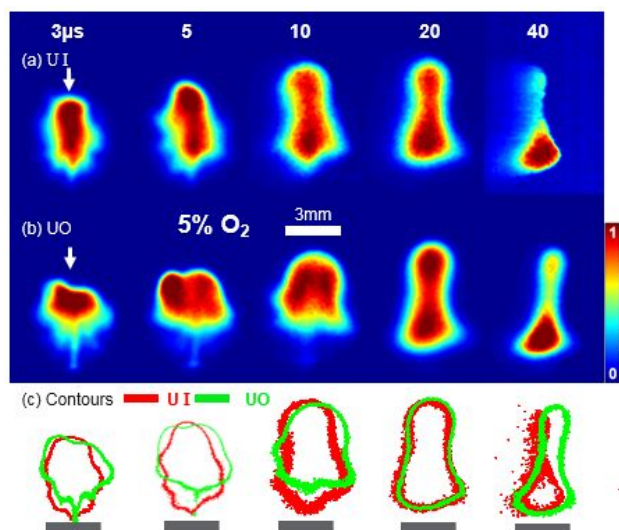 3μs 5 10 20 40
(a) U I
(b) UO 5% O₂ 3mm
1
0
(c) Contours U I UO